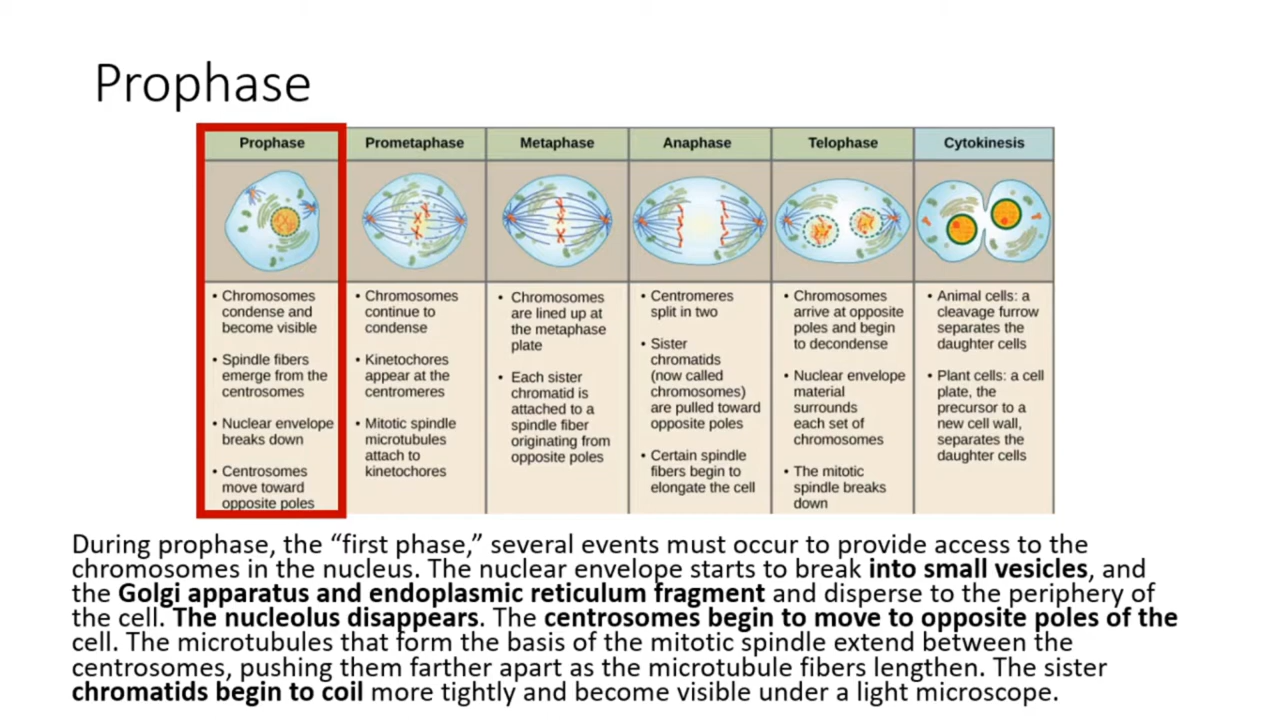 Prophase
Prophase
Prometaphase
Metaphase
Anaphase
Telophase
Cytokinesis
• Chromosomes
condense and
become visible
• Spindle fibers
emerge from the
centrosomes
• Nuclear envelope
breaks down
• Centrosomes
move toward
opposite poles
• Chromosomes
continue to
condense
• Kinetochores
appear at the
centromeres
• Mitotic spindle
microtubules
attach to
kinetochores
• Chromosomes
are lined up at
the metaphase
plate
• Each sister
chromatid is
attached to a
spindle fiber
originating from
opposite poles
• Centromeres
split in two
• Sister
chromatids
(now called
chromosomes)
are pulled toward
opposite poles
• Certain spindle
fibers begin to
elongate the cell
• Chromosomes
arrive at opposite
poles and begin
to decondense
• Nuclear envelope
material
surrounds
each set of
chromosomes
• The mitotic
spindle breaks
down
• Animal cells: a
cleavage furrow
separates the
daughter cells
• Plant cells: a cell
plate, the
precursor to a
new cell wall,
separates the
daughter cells
During prophase, the “first phase,” several events must occur to provide access to the
chromosomes in the nucleus. The nuclear envelope starts to break into small vesicles, and
the Golgi apparatus and endoplasmic reticulum fragment and disperse to the periphery of
the cell. The nucleolus disappears. The centrosomes begin to move to opposite poles of the
cell. The microtubules that form the basis of the mitotic spindle extend between the
centrosomes, pushing them farther apart as the microtubule fibers lengthen. The sister
chromatids begin to coil more tightly and become visible under a light microscope.